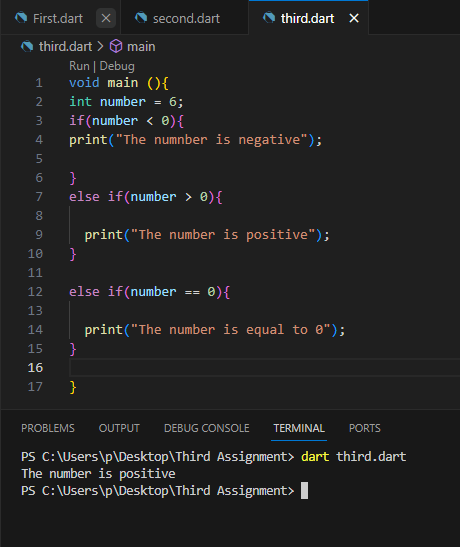 First.dart × second.dart third.dart ×
third.dart > main
Run | Debug
1 void main (){
2 int number = 6;
3 if(number < 0){
4 print("The numnber is negative");
5
6 }
7 else if(number > 0){
8
9 print("The number is positive");
10 }
11
12 else if(number == 0){
13
14 print("The number is equal to 0");
15 }
16
17 }
PROBLEMS OUTPUT DEBUG CONSOLE TERMINAL PORTS
PS C:\Users\p\Desktop\Third Assignment> dart third.dart
The number is positive
PS C:\Users\p\Desktop\Third Assignment>